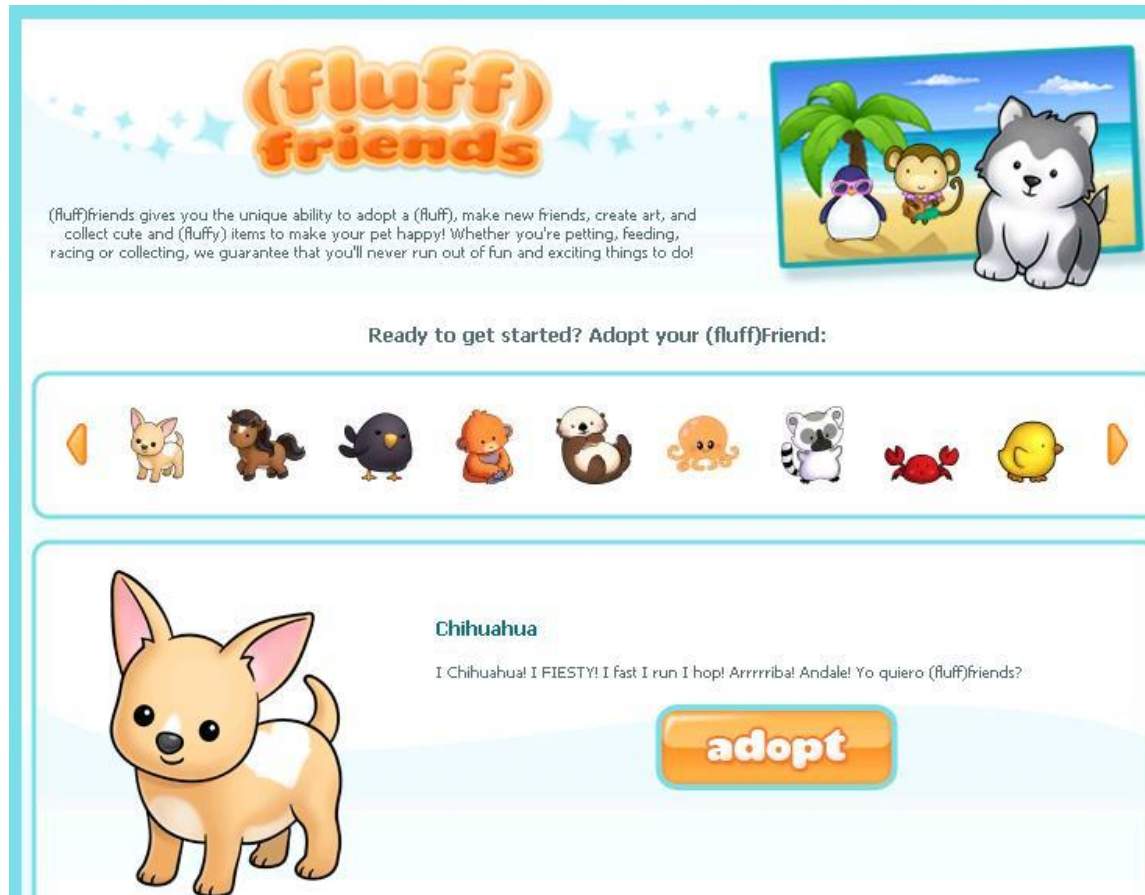 (fluff)
friends
(fluff)friends gives you the unique ability to adopt a (fluff), make new friends, create art, and
collect cute and (fluffy) items to make your pet happy! Whether you're petting, feeding,
racing or collecting, we guarantee that you'll never run out of fun and exciting things to do!
Ready to get started? Adopt your (fluff)Friend:
Chihuahua
I Chihuahua! I FIESTY! I fast I run I hop! Arrrrriba! Andale! Yo quiero (fluff)friends?
adopt